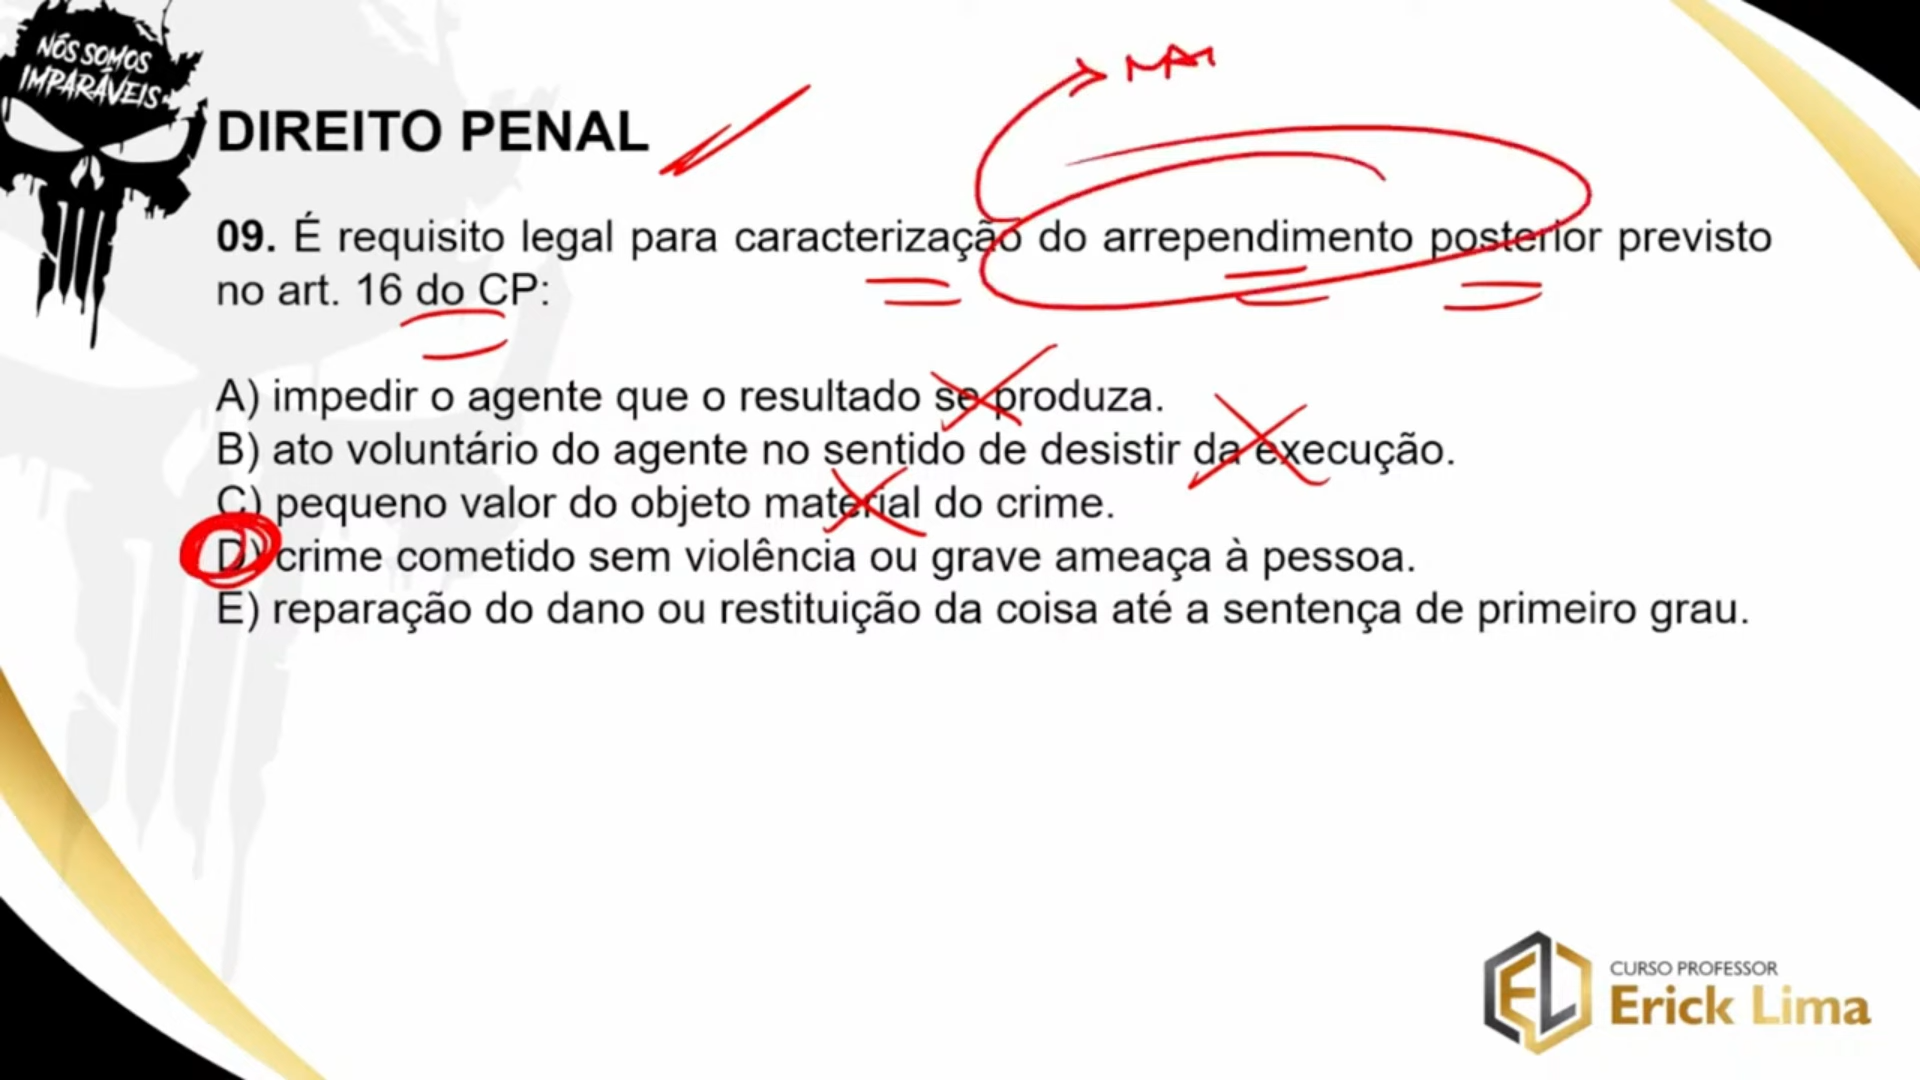 NÓS SOMOS
IMPARÁVEIS
DIREITO PENAL
09. É requisito legal para caracterização do arrependimento posterior previsto
no art. 16 do CP:
A) impedir o agente que o resultado se produza.
B) ato voluntário do agente no sentido de desistir da execução.
C) pequeno valor do objeto material do crime.
D) crime cometido sem violência ou grave ameaça à pessoa.
E) reparação do dano ou restituição da coisa até a sentença de primeiro grau.
CURSO PROFESSOR
Erick Lima